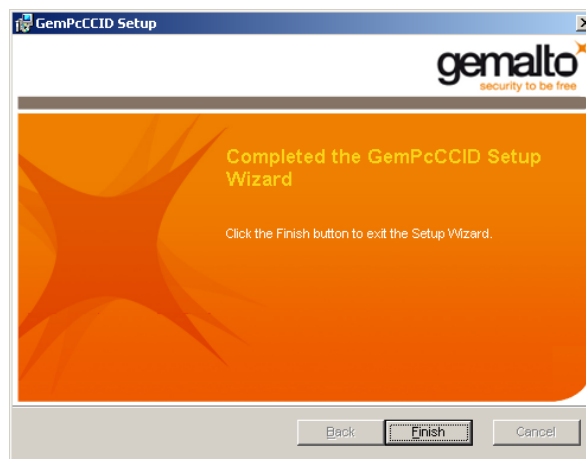 GemPcCCID Setup
gemalto
security to be free
Completed the GemPcCCID Setup
Wizard
Click the Finish button to exit the Setup Wizard.
Back
Finish
Cancel